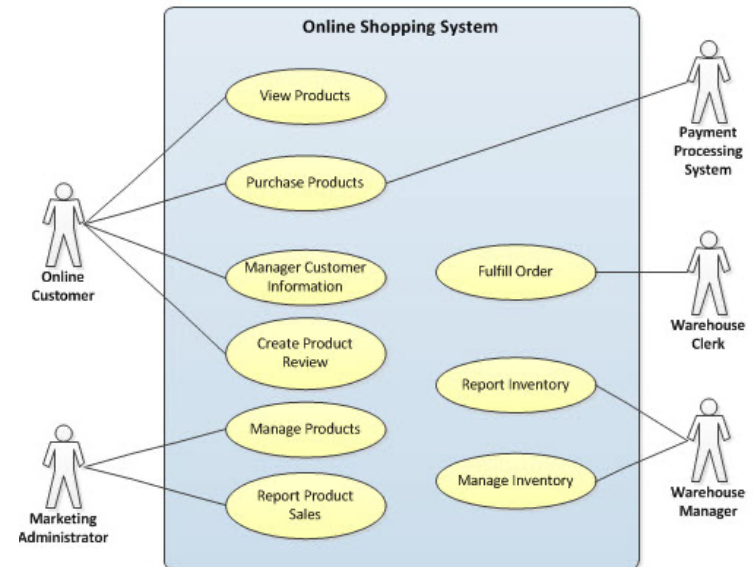 Online Shopping System
View Products
Purchase Products
Manager Customer
Information
Create Product
Review
Manage Products
Report Product
Sales
Fulfill Order
Report Inventory
Manage Inventory
Online
Customer
Marketing
Administrator
Payment
Processing
System
Warehouse
Clerk
Warehouse
Manager